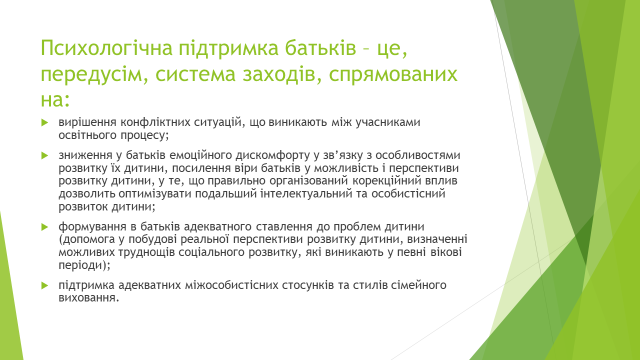 Психологічна підтримка батьків – це,
передусім, система заходів, спрямованих
на:
вирішення конфліктних ситуацій, що виникають між учасниками
освітнього процесу;
зниження у батьків емоційного дискомфорту у зв’язку з особливостями
розвитку їх дитини, посилення віри батьків у можливість і перспективи
розвитку дитини, у те, що правильно організований корекційний вплив
дозволить оптимізувати подальший інтелектуальний та особистісний
розвиток дитини;
формування в батьків адекватного ставлення до проблем дитини
(допомога у побудові реальної перспективи розвитку дитини, визначенні
можливих труднощів соціального розвитку, які виникають у певні вікові
періоди);
підтримка адекватних міжособистісних стосунків та стилів сімейного
виховання.